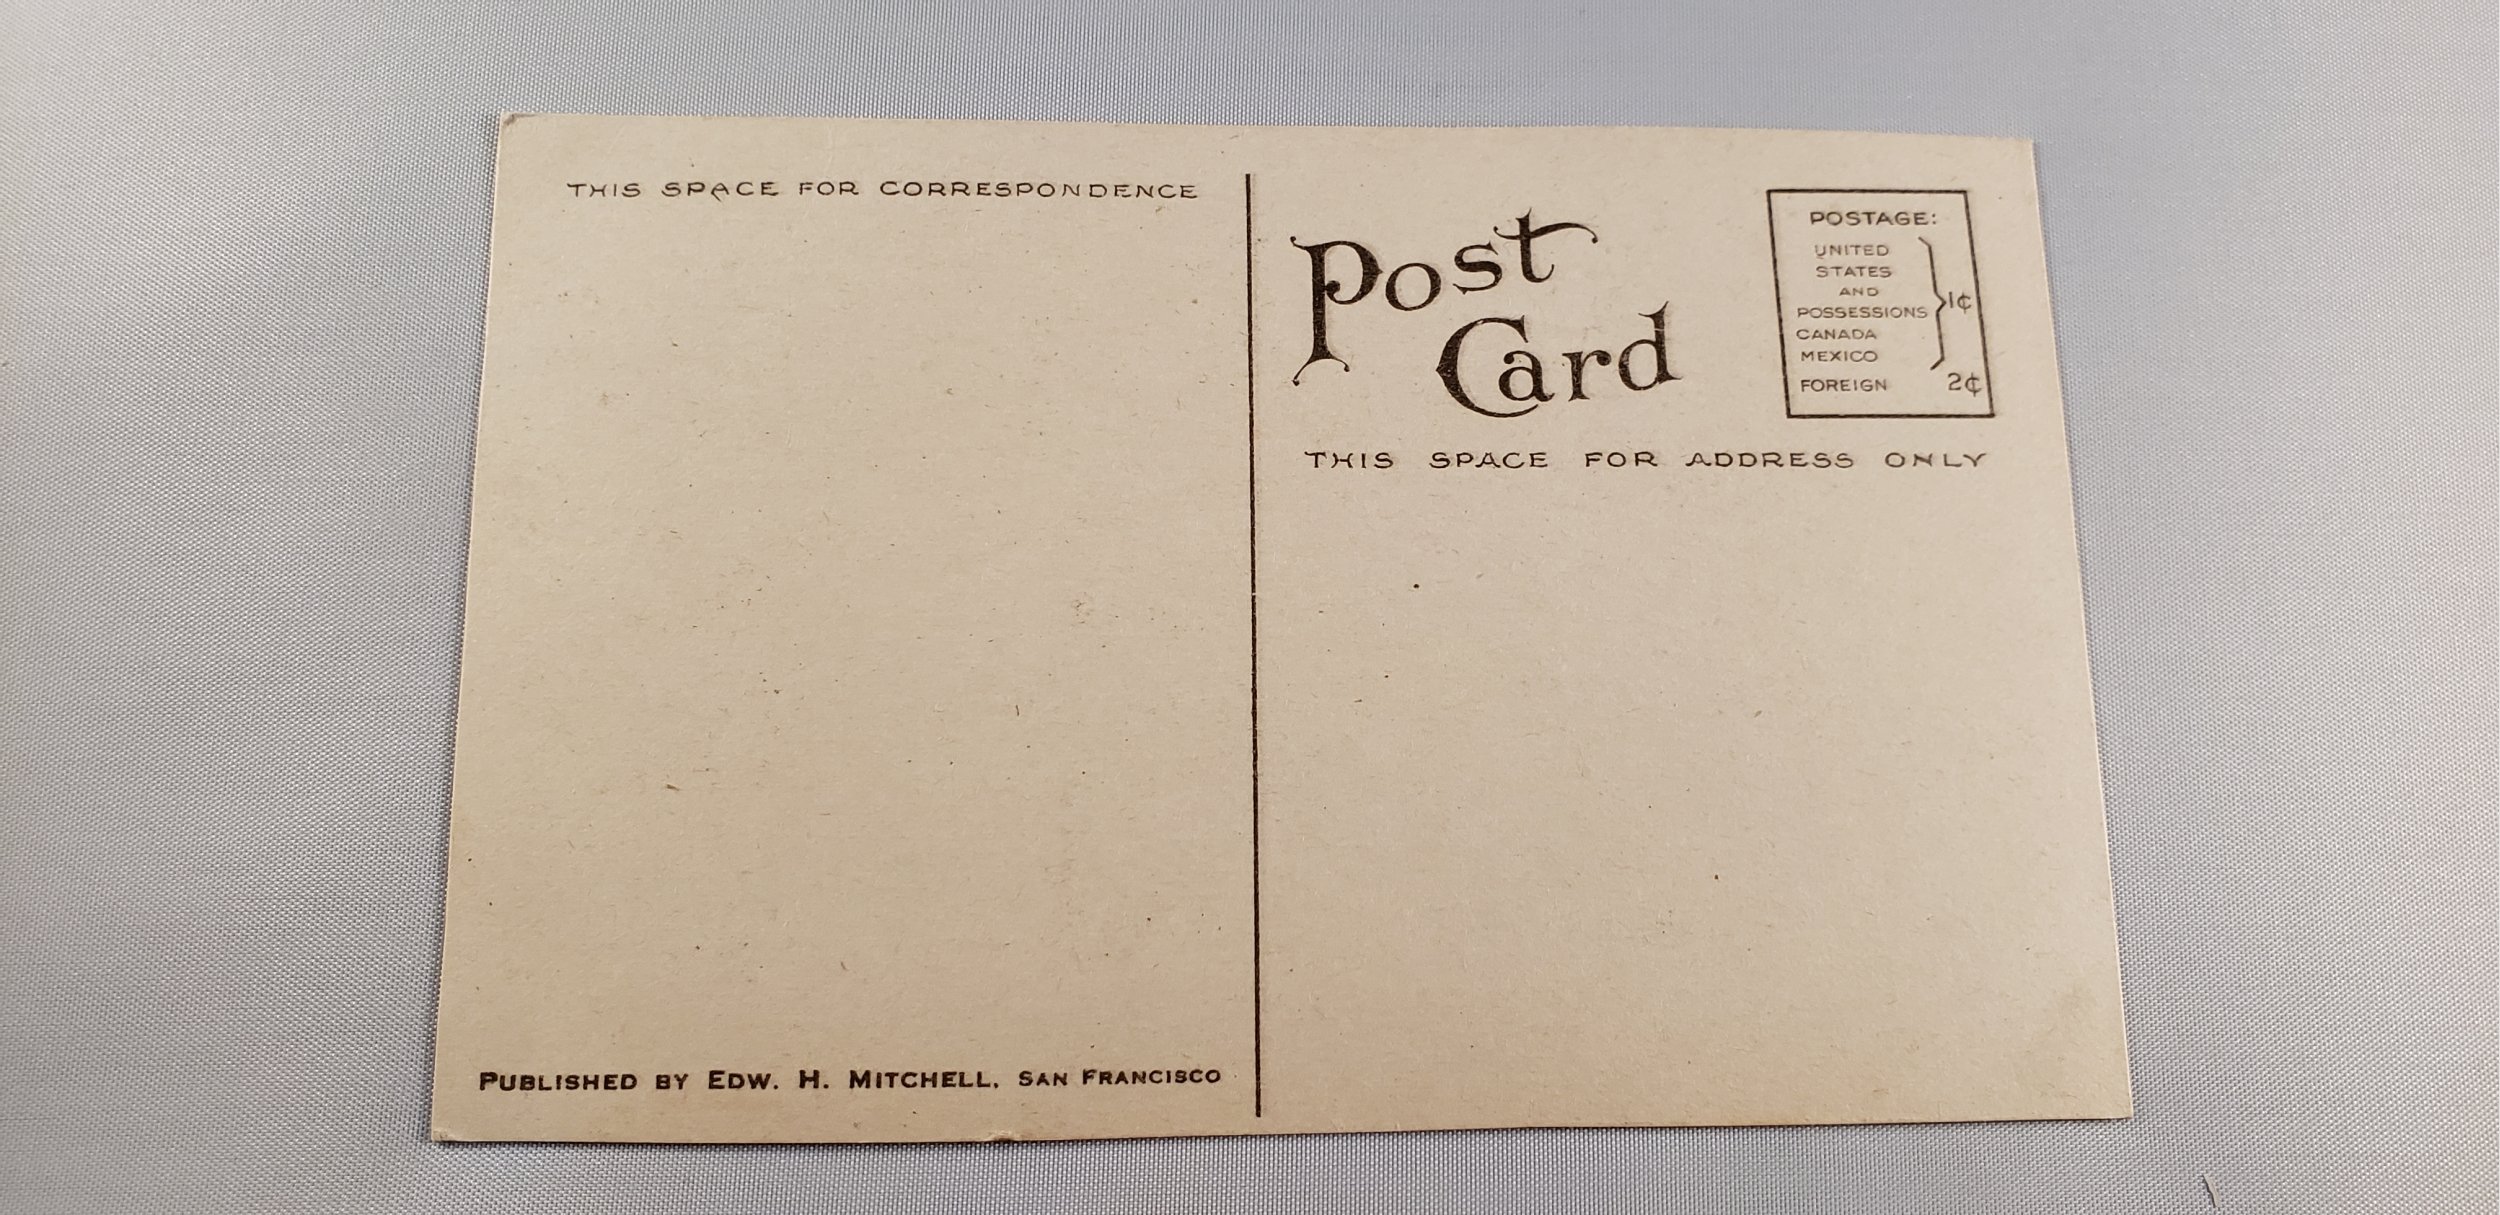 THIS SPACE FOR CORRESPONDENCE
Post
Card
POSTAGE:
UNITED
STATES
AND
POSSESSIONS
CANADA
MEXICO
1¢
FOREIGN 2¢
THIS SPACE FOR ADDRESS ONLY
PUBLISHED BY EDW. H. MITCHELL, SAN FRANCISCO